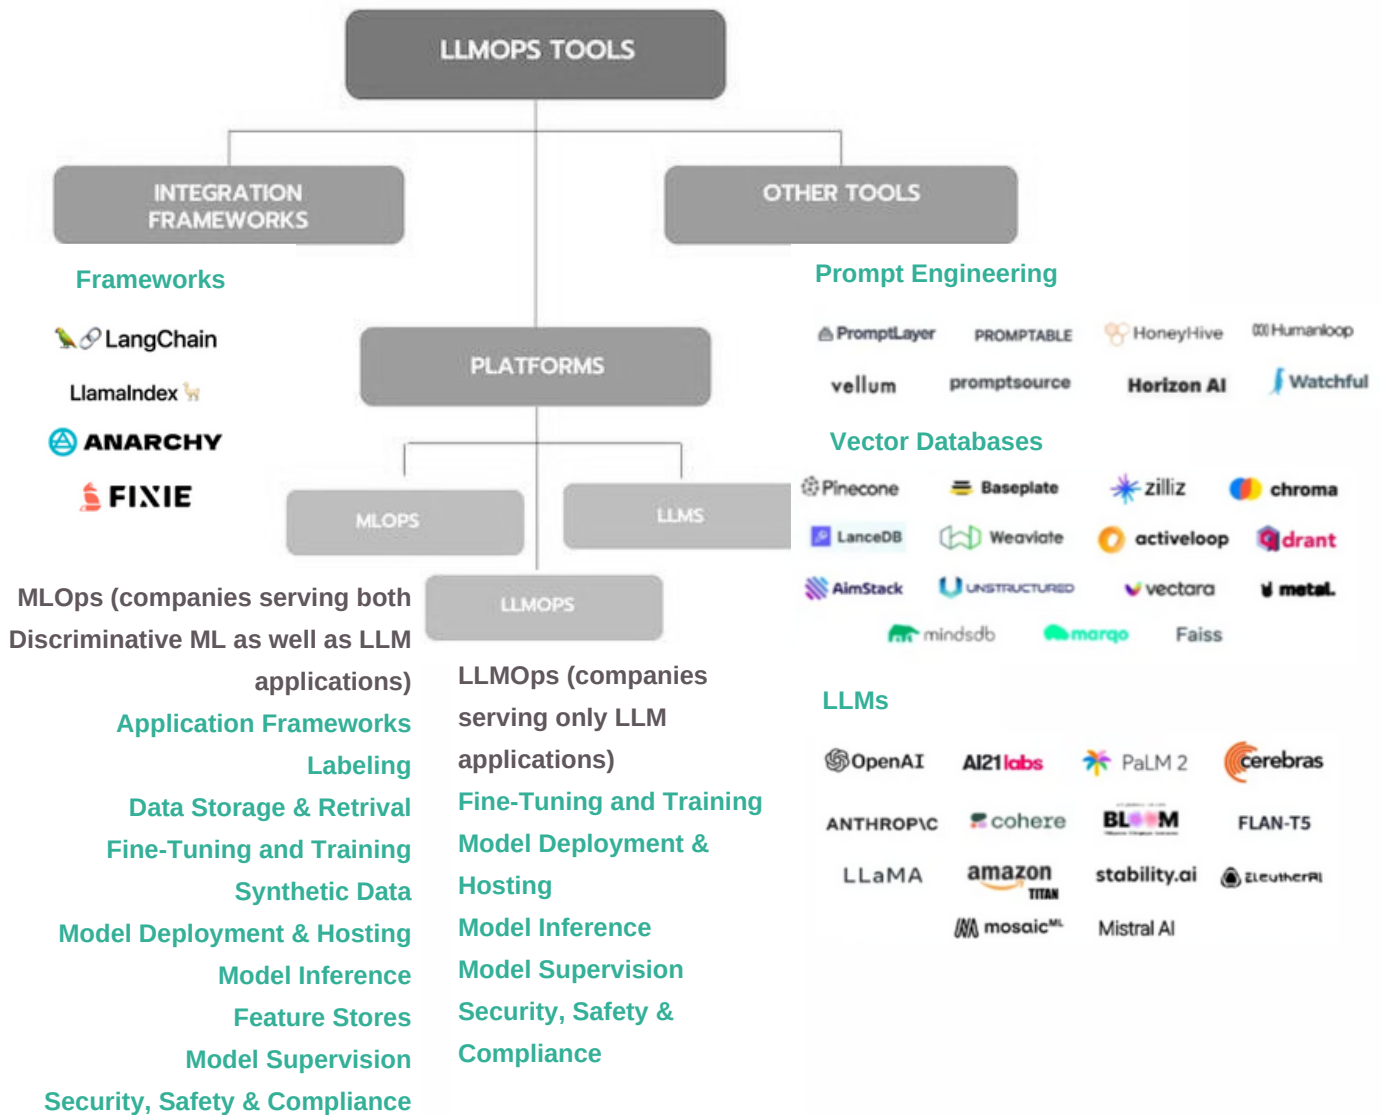 LLMOPS TOOLS
INTEGRATION
FRAMEWORKS
OTHER TOOLS
Frameworks
LangChain
LlamaIndex
ANARCHY
FIXIE
PLATFORMS
MLOPS
LLMS
LLMOPS
MLOps (companies serving both
Discriminative ML as well as LLM
applications)
Application Frameworks
Labeling
Data Storage & Retrival
Fine-Tuning and Training
Synthetic Data
Model Deployment & Hosting
Model Inference
Feature Stores
Model Supervision
Security, Safety & Compliance
LLMOps (companies
serving only LLM
applications)
Fine-Tuning and Training
Model Deployment &
Hosting
Model Inference
Model Supervision
Security, Safety &
Compliance
Prompt Engineering
PromptLayer PROMPTABLE HoneyHive Humanloop
vellum promptsource Horizon AI Watchful
Vector Databases
Pinecone Baseplate zilliz chroma
LanceDB Weaviate activeloop qdrant
AimStack UNSTRUCTURED vectara metal.
mindsdb marqo Faiss
LLMs
OpenAI AI21labs PaLM 2 cerebras
ANTHROP\C cohere BLOOM FLAN-T5
LLaMA amazon stability.ai EleutherAI
TITAN
mosaicML Mistral AI